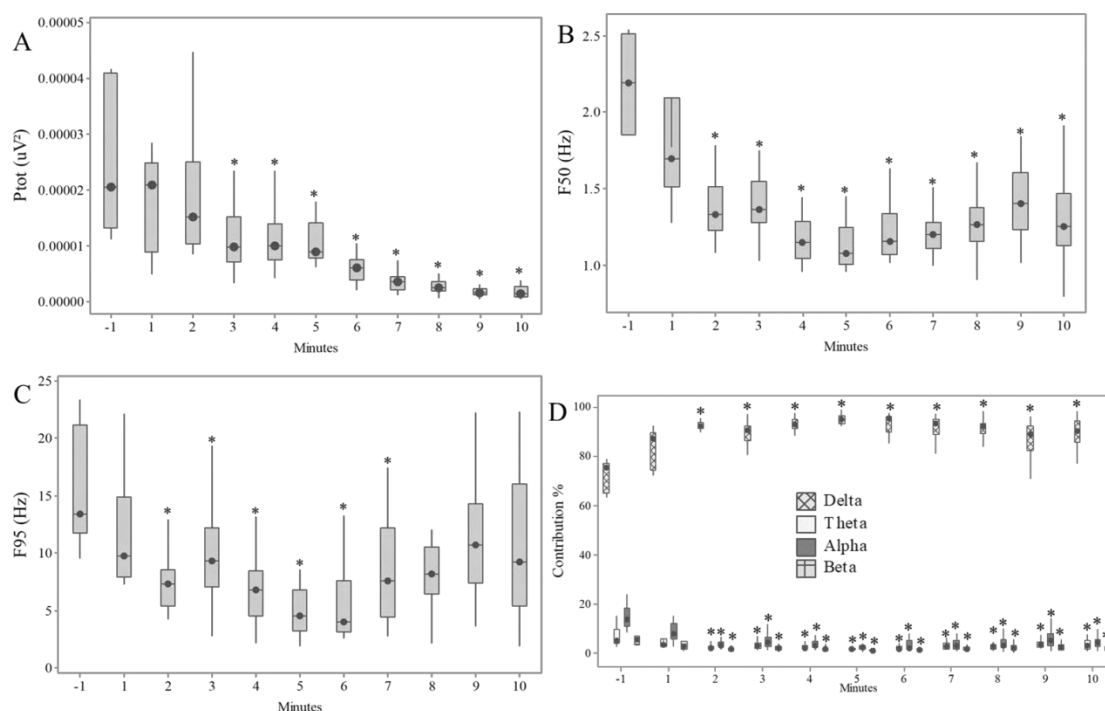 A
0.00005
0.00004
0.00003
0.00002
0.00001
0.00000
Ptot (uV²)
* * * * * * * *
-1 1 2 3 4 5 6 7 8 9 10
Minutes
B
2.5
2.0
1.5
1.0
F50 (Hz)
* * * * * * * * *
-1 1 2 3 4 5 6 7 8 9 10
Minutes
C
25
20
15
10
5
0
F95 (Hz)
* * * * * *
-1 1 2 3 4 5 6 7 8 9 10
Minutes
D
100
80
60
40
20
0
Contribution %
* * * * * * * * *
Delta
Theta
Alpha
Beta
* * * * * * * * * * * * * * * * * * * * * * * * * * *
-1 1 2 3 4 5 6 7 8 9 10
Minutes